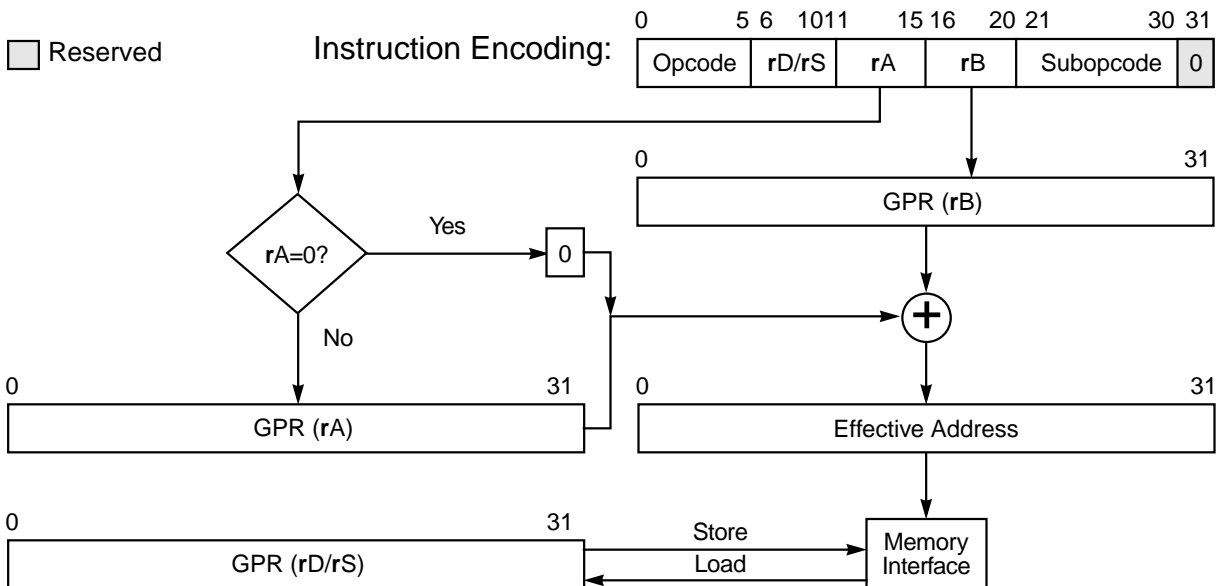 0 5 6 10 11 15 16 20 21 30 31
Reserved
Instruction Encoding:
Opcode rD/rS rA rB Subopcode 0
0 31
GPR (rB)
Yes
rA=0? 0
+
No
0 31
0 31
GPR (rA)
Effective Address
0 31
Store
GPR (rD/rS)
Load
Memory
Interface